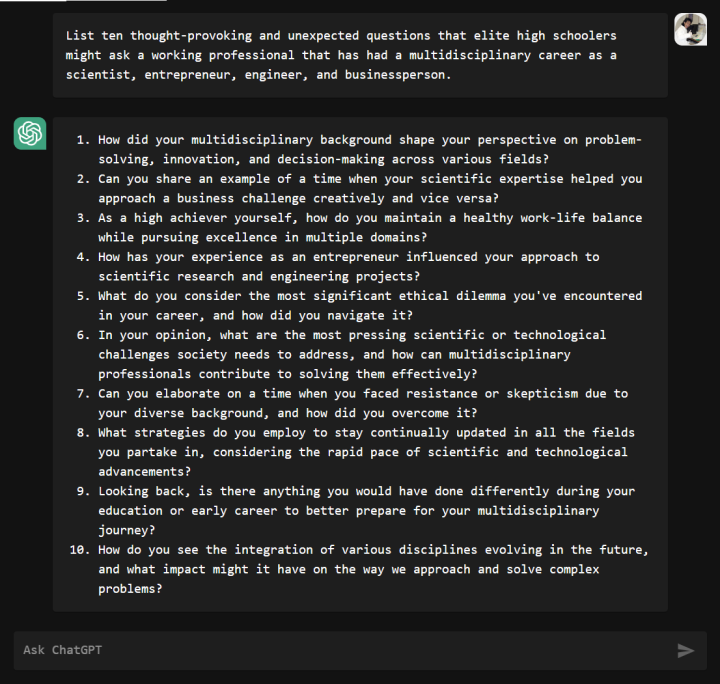 List ten thought-provoking and unexpected questions that elite high schoolers
might ask a working professional that has had a multidisciplinary career as a
scientist, entrepreneur, engineer, and businessperson.
1. How did your multidisciplinary background shape your perspective on problem-
solving, innovation, and decision-making across various fields?
2. Can you share an example of a time when your scientific expertise helped you
approach a business challenge creatively and vice versa?
3. As a high achiever yourself, how do you maintain a healthy work-life balance
while pursuing excellence in multiple domains?
4. How has your experience as an entrepreneur influenced your approach to
scientific research and engineering projects?
5. What do you consider the most significant ethical dilemma you've encountered
in your career, and how did you navigate it?
6. In your opinion, what are the most pressing scientific or technological
challenges society needs to address, and how can multidisciplinary
professionals contribute to solving them effectively?
7. Can you elaborate on a time when you faced resistance or skepticism due to
your diverse background, and how did you overcome it?
8. What strategies do you employ to stay continually updated in all the fields
you partake in, considering the rapid pace of scientific and technological
advancements?
9. Looking back, is there anything you would have done differently during your
education or early career to better prepare for your multidisciplinary
journey?
10. How do you see the integration of various disciplines evolving in the future,
and what impact might it have on the way we approach and solve complex
problems?
Ask ChatGPT